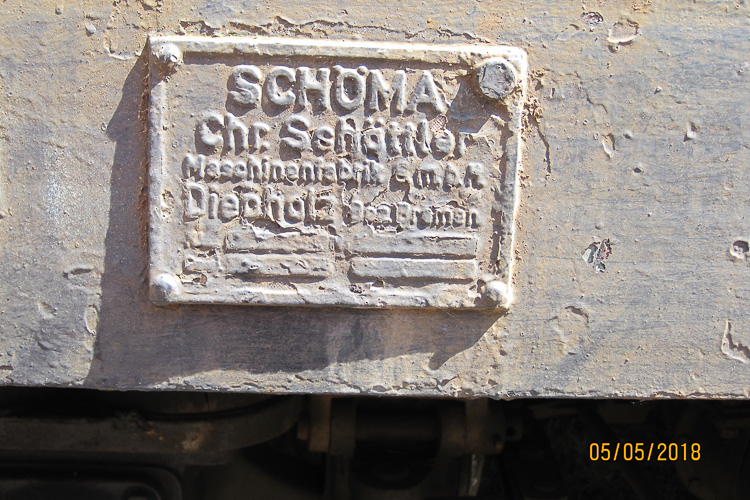 SCHÖMA
Chr. Schöttler
Maschinenfabrik G.m.b.H.
Diepholz bez. Bremen
05/05/2018